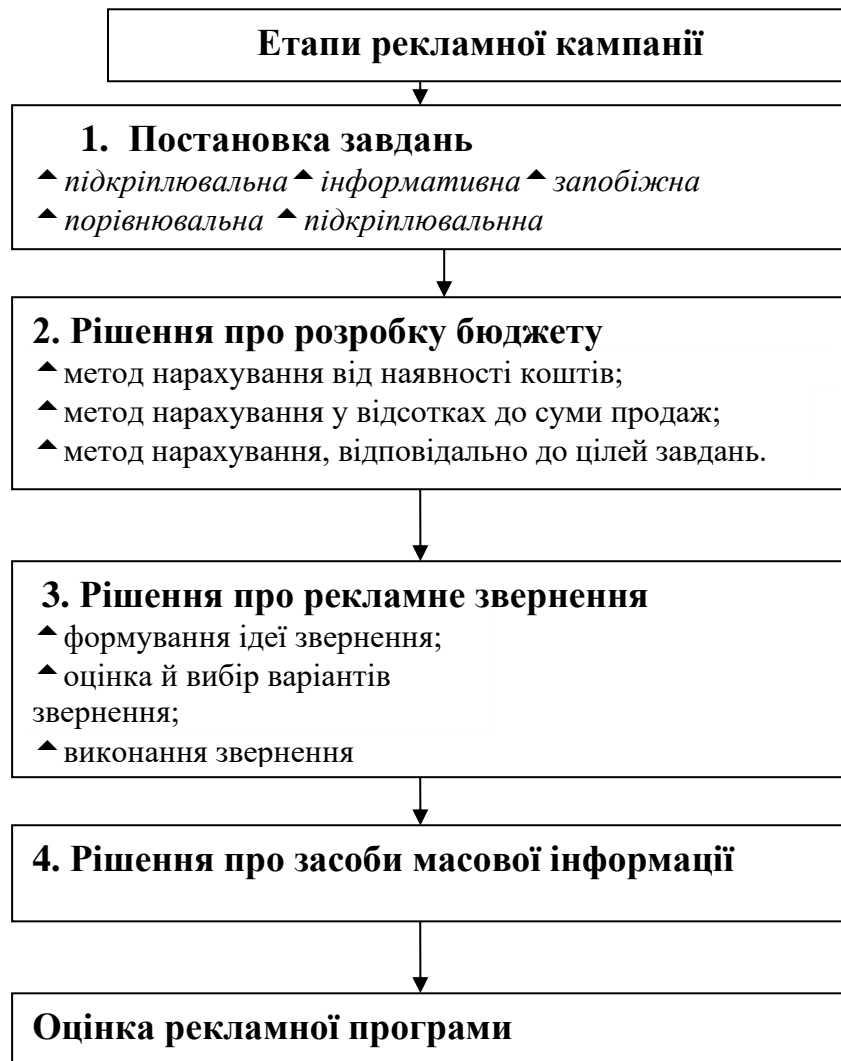 Етапи рекламної кампанії
1. Постановка завдань
підкріплювальна інформативна запобіжна
порівнювальна підкріплювальнна
2. Рішення про розробку бюджету
метод нарахування від наявності коштів;
метод нарахування у відсотках до суми продаж;
метод нарахування, відповідально до цілей завдань.
3. Рішення про рекламне звернення
формування ідеї звернення;
оцінка й вибір варіантів
звернення;
виконання звернення
4. Рішення про засоби масової інформації
Оцінка рекламної програми